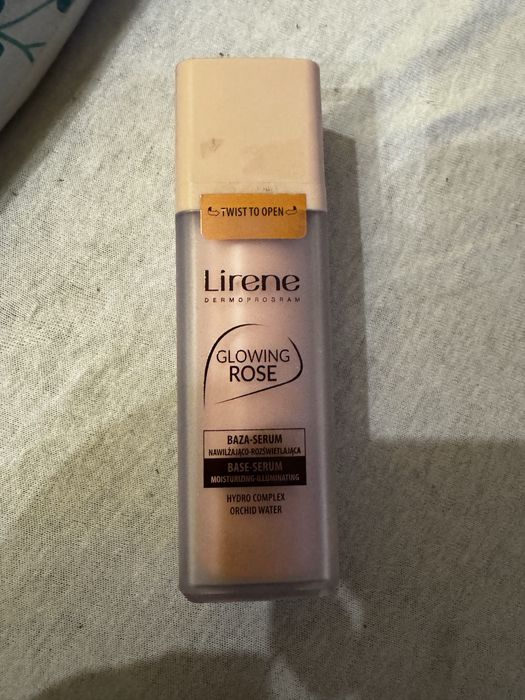 TWIST TO OPEN
Lirene
DERMOPROGRAM
GLOWING
ROSE
BAZA-SERUM
NAWILŻAJĄCO-ROZŚWIETLAJĄCA
BASE-SERUM
MOISTURIZING-ILLUMINATING
HYDRO COMPLEX
ORCHID WATER